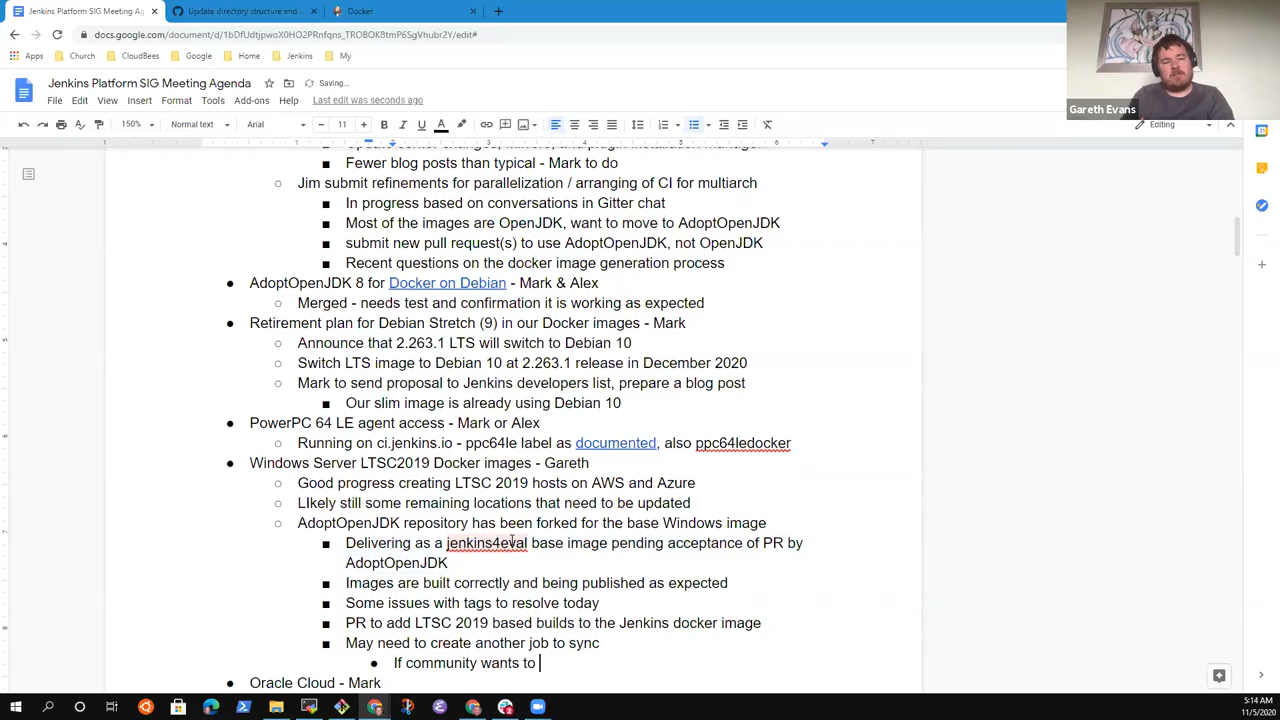 Jenkins Platform SIG Meeting Ag
Update directory structure and
Docker
docs.google.com/document/d/1bDfUdtjpwoX0HO2PRnfqns_TROBOK8tmP6SgVhubr2Y/edit#
Apps Church CloudBees Google Home Jenkins My
Jenkins Platform SIG Meeting Agenda Saving...
File Edit View Insert Format Tools Add-ons Help Last edit was seconds ago
150% Normal text Arial 11 Editing
1 1 2 3 4 5 6 7
Fewer blog posts than typical - Mark to do
Jim submit refinements for parallelization / arranging of CI for multiarch
In progress based on conversations in Gitter chat
Most of the images are OpenJDK, want to move to AdoptOpenJDK
submit new pull request(s) to use AdoptOpenJDK, not OpenJDK
Recent questions on the docker image generation process
AdoptOpenJDK 8 for Docker on Debian - Mark & Alex
Merged - needs test and confirmation it is working as expected
Retirement plan for Debian Stretch (9) in our Docker images - Mark
Announce that 2.263.1 LTS will switch to Debian 10
Switch LTS image to Debian 10 at 2.263.1 release in December 2020
Mark to send proposal to Jenkins developers list, prepare a blog post
Our slim image is already using Debian 10
PowerPC 64 LE agent access - Mark or Alex
Running on ci.jenkins.io - ppc64le label as documented, also ppc64ledocker
Windows Server LTSC2019 Docker images - Gareth
Good progress creating LTSC 2019 hosts on AWS and Azure
LIkely still some remaining locations that need to be updated
AdoptOpenJDK repository has been forked for the base Windows image
Delivering as a jenkins4eval base image pending acceptance of PR by
AdoptOpenJDK
Images are built correctly and being published as expected
Some issues with tags to resolve today
PR to add LTSC 2019 based builds to the Jenkins docker image
May need to create another job to sync
If community wants to
Oracle Cloud - Mark
Gareth Evans
5:14 AM
11/5/2020